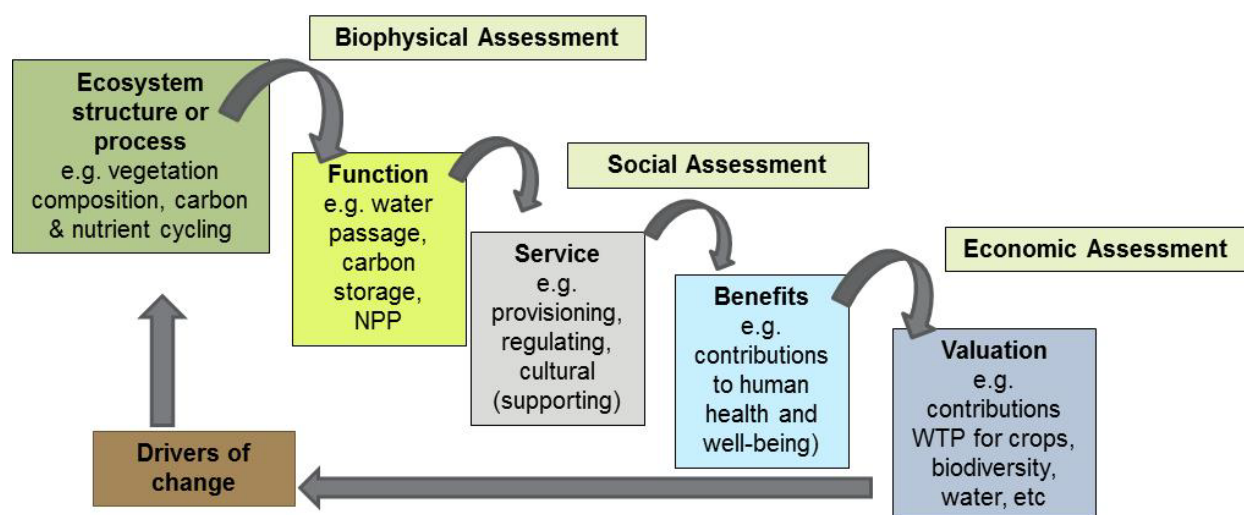 Biophysical Assessment
Ecosystem
structure or
process
e.g. vegetation
composition, carbon
& nutrient cycling
Function
e.g. water
passage,
carbon
storage,
NPP
Social Assessment
Service
e.g.
provisioning,
regulating,
cultural
(supporting)
Economic Assessment
Benefits
e.g.
contributions
to human
health and
well-being)
Valuation
e.g.
contributions
WTP for crops,
biodiversity,
water, etc
Drivers of
change